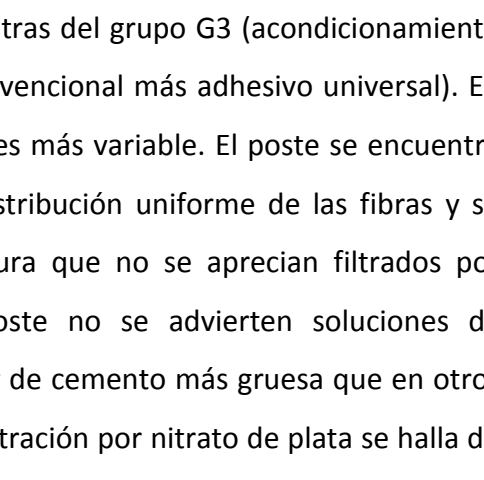 tras del grupo G3 (acondicionamient
vencional más adhesivo universal). E
es más variable. El poste se encuentr
stribución uniforme de las fibras y s
ura que no se aprecian filtrados po
oste no se advierten soluciones d
de cemento más gruesa que en otro
tración por nitrato de plata se halla d